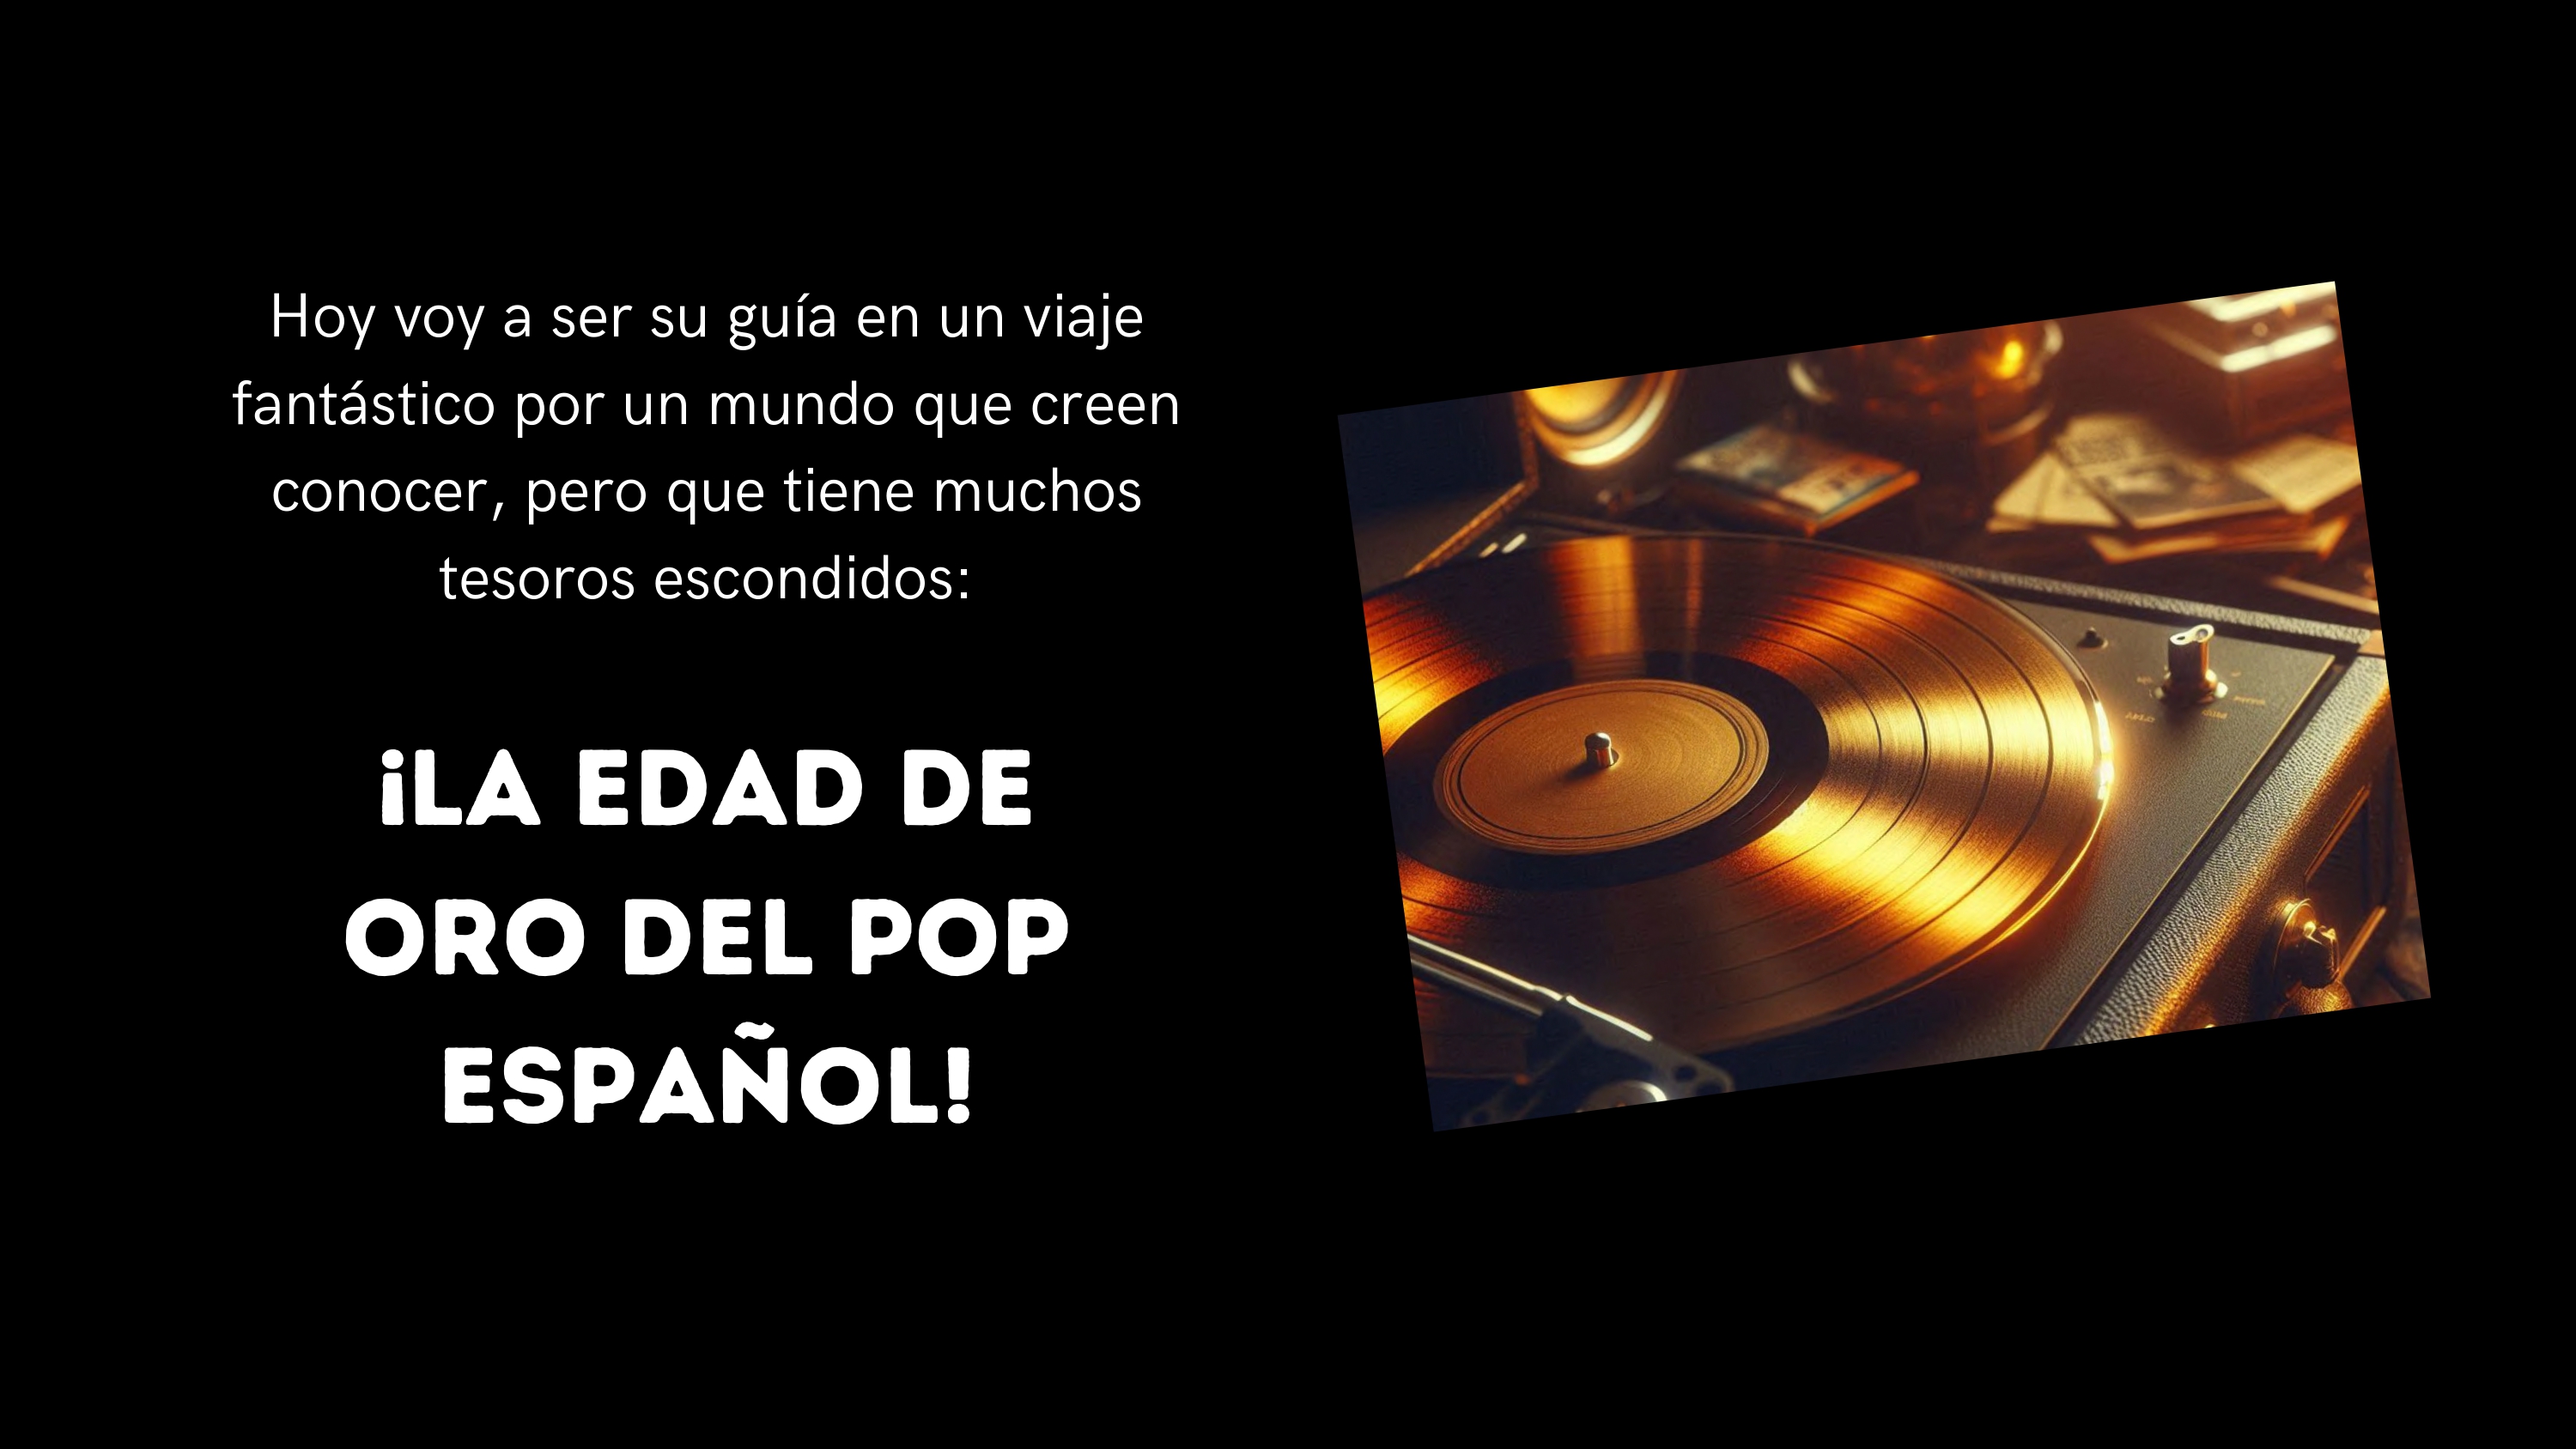 Hoy voy a ser su guía en un viaje
fantástico por un mundo que creen
conocer, pero que tiene muchos
tesoros escondidos:
¡LA EDAD DE
ORO DEL POP
ESPAÑOL!